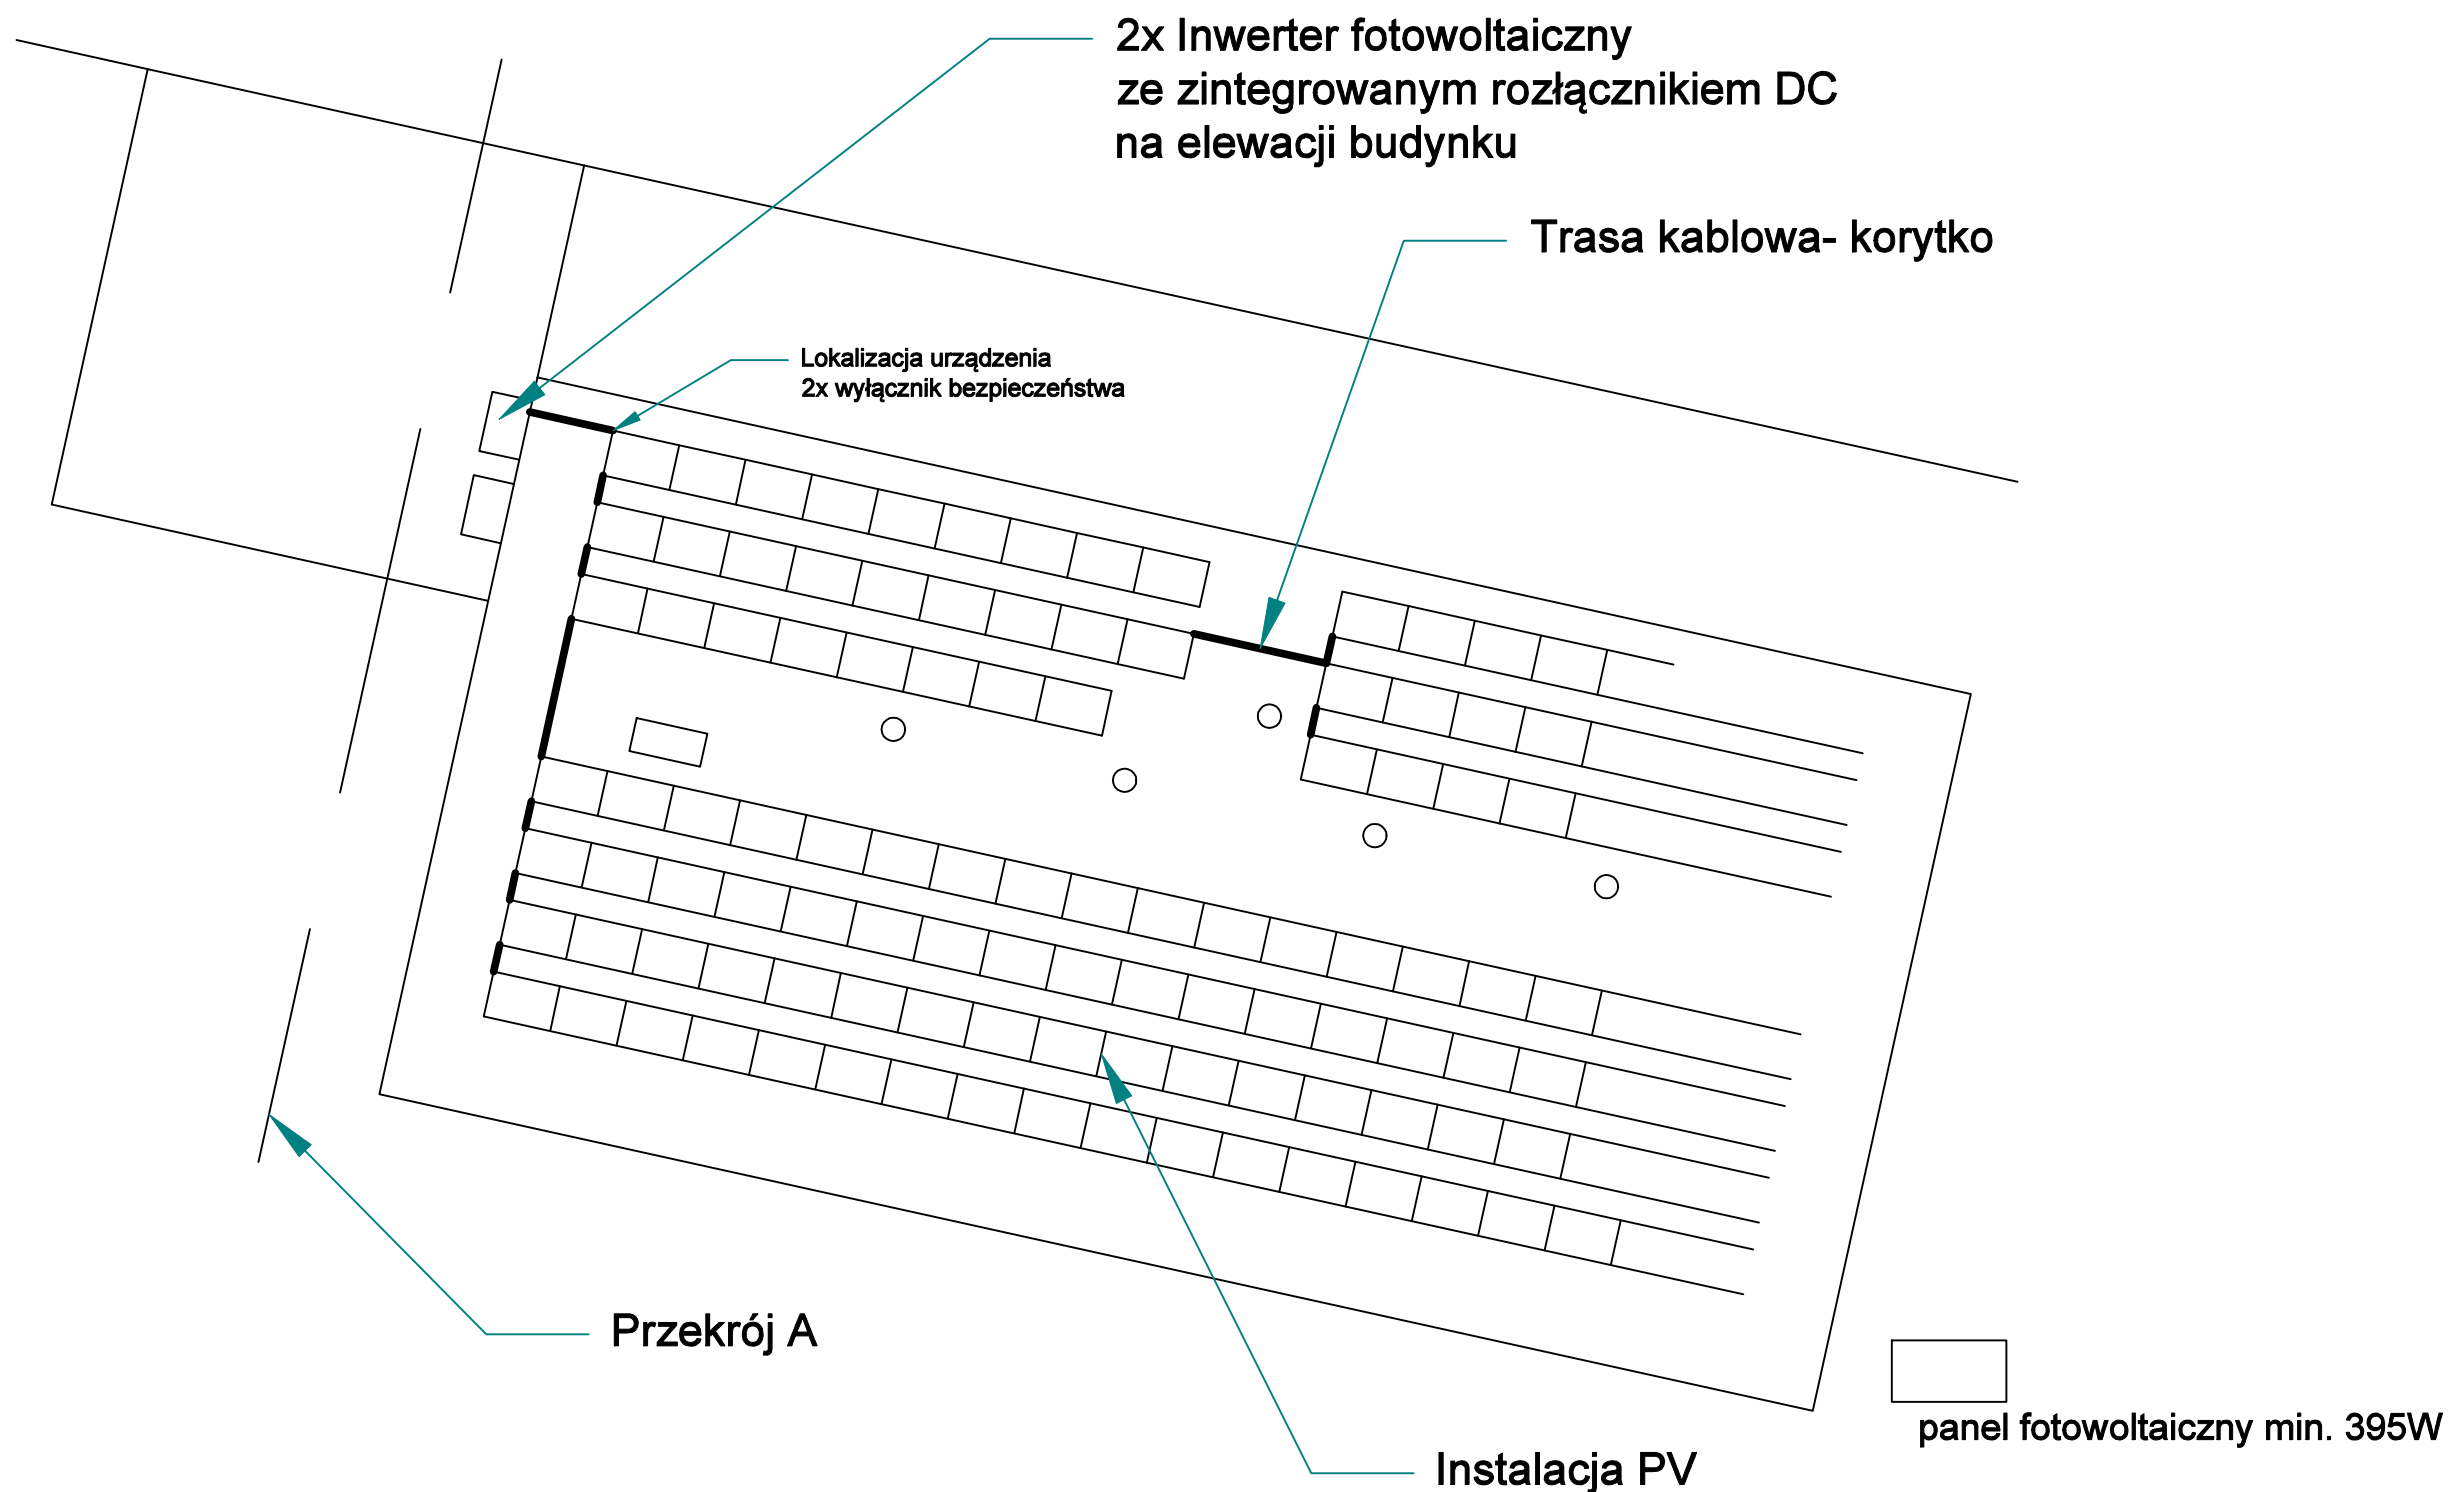 2x Inwerter fotowoltaiczny
ze zintegrowanym rozłącznikiem DC
na elewacji budynku
Trasa kablowa- korytko
Lokalizacja urządzenia
2x wyłącznik bezpieczeństwa
Przekrój A
panel fotowoltaiczny min. 395W
Instalacja PV